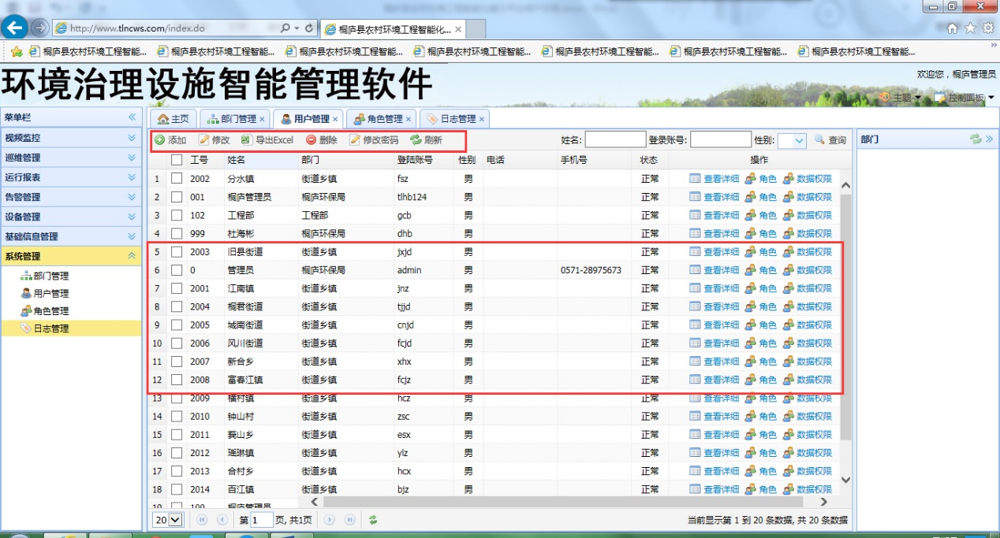 http://www.tlncws.com/index.do
桐庐县农村环境工程智能化...
桐庐县农村环境工程智能... 桐庐县农村环境工程智能... 桐庐县农村环境工程智能... 桐庐县农村环境工程智能... 桐庐县农村环境工程智能... 桐庐县农村环境工程智能... 桐庐县农村环境工程智能...
环境治理设施智能管理软件
欢迎您，桐庐管理员
主题 控制面板
菜单栏
视频监控
巡维管理
运行报表
告警管理
设备管理
基础信息管理
系统管理
部门管理
用户管理
角色管理
日志管理
主页 部门管理 用户管理 角色管理 日志管理
添加 修改 导出Excel 删除 修改密码 刷新 姓名: 登录账号: 性别: 查询
工号 姓名 部门 登陆账号 性别 电话 手机号 状态 操作
1 2002 分水镇 街道乡镇 fsz 男 正常 查看详细 角色 数据权限
2 001 桐庐管理员 桐庐环保局 tlhb124 男 正常 查看详细 角色 数据权限
3 102 工程部 工程部 gcb 男 正常 查看详细 角色 数据权限
4 999 杜海彬 桐庐环保局 dhb 男 正常 查看详细 角色 数据权限
5 2003 旧县街道 街道乡镇 jxjd 男 正常 查看详细 角色 数据权限
6 0 管理员 桐庐环保局 admin 男 0571-28975673 正常 查看详细 角色 数据权限
7 2001 江南镇 街道乡镇 jnz 男 正常 查看详细 角色 数据权限
8 2004 桐君街道 街道乡镇 tjjd 男 正常 查看详细 角色 数据权限
9 2005 城南街道 街道乡镇 cnjd 男 正常 查看详细 角色 数据权限
10 2006 风川街道 街道乡镇 fcjd 男 正常 查看详细 角色 数据权限
11 2007 新合乡 街道乡镇 xhx 男 正常 查看详细 角色 数据权限
12 2008 富春江镇 街道乡镇 fcjz 男 正常 查看详细 角色 数据权限
13 2009 横村镇 街道乡镇 hcz 男 正常 查看详细 角色 数据权限
14 2010 钟山村 街道乡镇 zsc 男 正常 查看详细 角色 数据权限
15 2011 莪山乡 街道乡镇 esx 男 正常 查看详细 角色 数据权限
16 2012 瑶琳镇 街道乡镇 ylz 男 正常 查看详细 角色 数据权限
17 2013 合村乡 街道乡镇 hcx 男 正常 查看详细 角色 数据权限
18 2014 百江镇 街道乡镇 bjz 男 正常 查看详细 角色 数据权限
19 100 桐庐管理员
20 第 1 页, 共1页 当前显示第 1 到 20 条数据, 共 20 条数据
部门